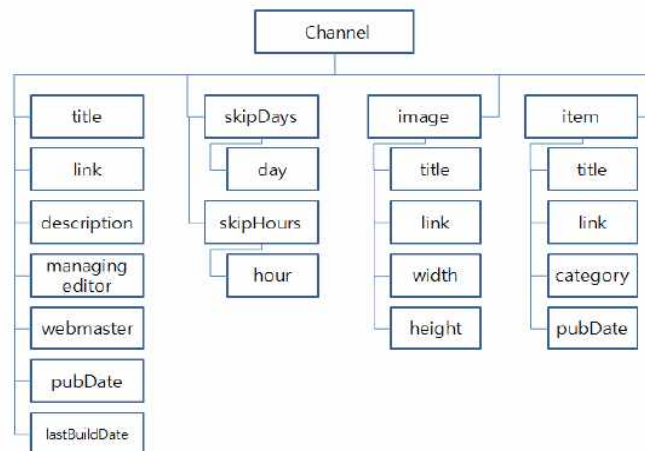 Channel
title
link
description
managing
editor
webmaster
pubDate
lastBuildDate
skipDays
day
skipHours
hour
image
title
link
width
height
item
title
link
category
pubDate